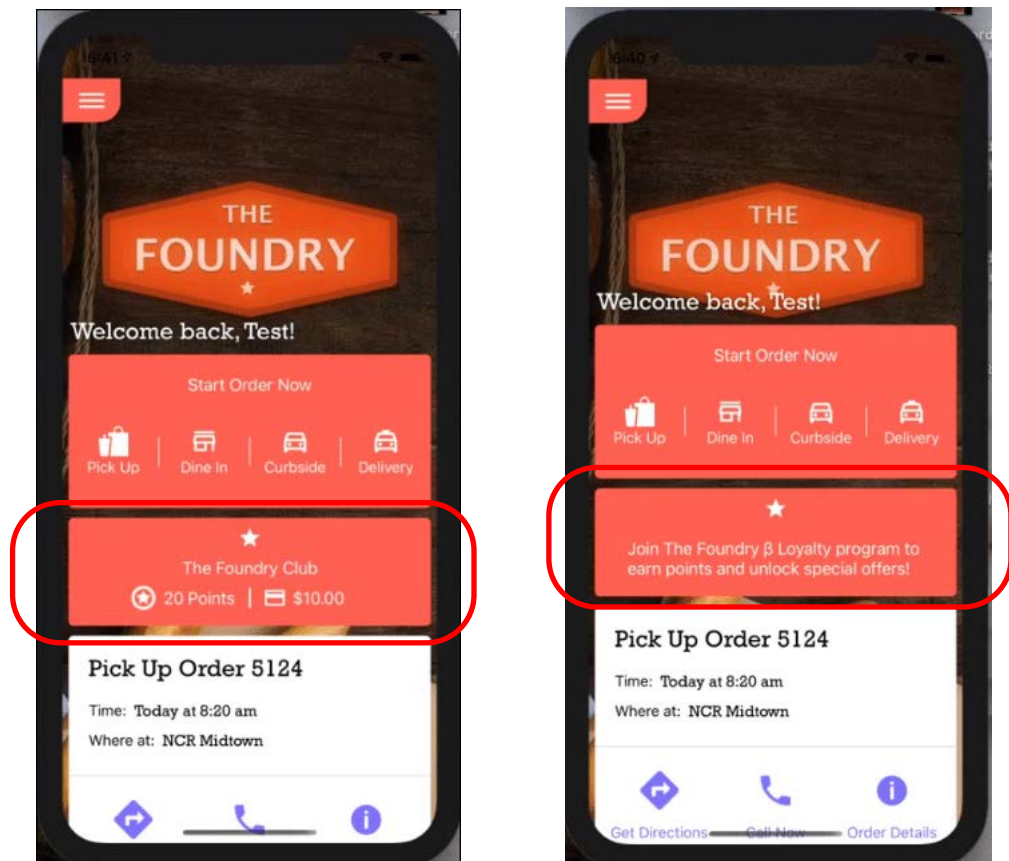 6:41
THE
FOUNDRY
Welcome back, Test!
Start Order Now
Pick Up | Dine In | Curbside | Delivery
The Foundry Club
20 Points | $10.00
Pick Up Order 5124
Time: Today at 8:20 am
Where at: NCR Midtown
6:40
THE
FOUNDRY
Welcome back, Test!
Start Order Now
Pick Up | Dine In | Curbside | Delivery
Join The Foundry β Loyalty program to
earn points and unlock special offers!
Pick Up Order 5124
Time: Today at 8:20 am
Where at: NCR Midtown
Get Directions Call Now Order Details